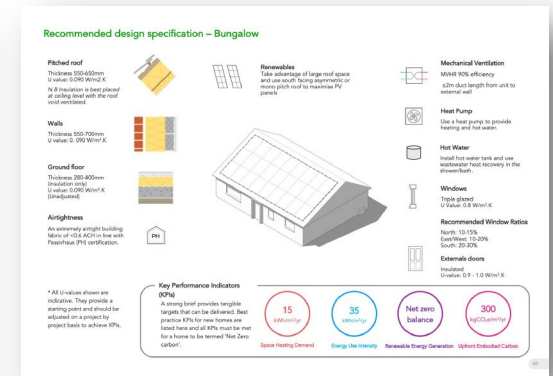 Recommended design specification – Bungalow
Pitched roof
Thickness 550-650mm
U value: 0.090 W/m2.K
N.B Insulation is best placed
at ceiling level with the roof
void ventilated.
Walls
Thickness 550-700mm
U value: 0. 090 W/m².K
Ground floor
Thickness 280-400mm
(insulation only)
U value: 0.090 W/m².K
(Unadjusted)
Airtightness
An extremely airtight building
fabric of <0.6 ACH in line with
Passivhaus (PH) certification.
PH
* All U-values shown are
indicative. They provide a
starting point and should be
adjusted on a project by
project basis to achieve KPIs.
Renewables
Take advantage of large roof space
and use south facing asymmetric or
mono pitch roof to maximise PV
panels
Mechanical Ventilation
MVHR 90% efficiency
≤2m duct length from unit to
external wall
Heat Pump
Use a heat pump to provide
heating and hot water.
Hot Water
Install hot water tank and use
wastewater heat recovery in the
shower/bath.
Windows
Triple glazed
U Value: 0.8 W/m².K
Recommended Window Ratios
North: 10-15%
East/West: 10-20%
South: 20-30%
Externals doors
Insulated
U-value: 0.9 - 1.0 W/m².K
Key Performance Indicators
(KPIs)
A strong brief provides tangible
targets that can be delivered. Best
practice KPIs for new homes are
listed here and all KPIs must be met
for a home to be termed 'Net Zero
carbon'.
15
kWh/m²/yr
Space Heating Demand
35
kWh/m²/yr
Energy Use Intensity
Net zero
balance
Renewable Energy Generation
300
kgCO₂e/m²/yr
Upfront Embodied Carbon